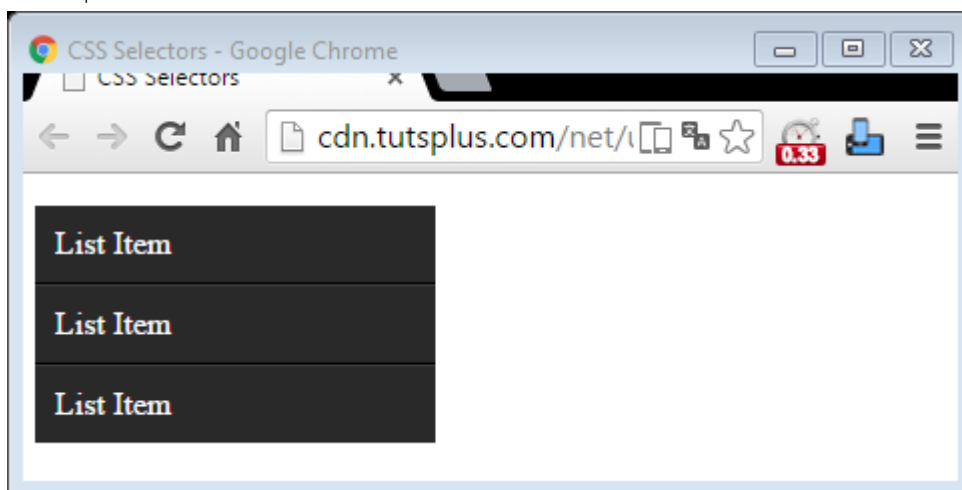 CSS Selectors - Google Chrome
CSS Selectors
cdn.tutsplus.com/net/
0.33
List Item
List Item
List Item